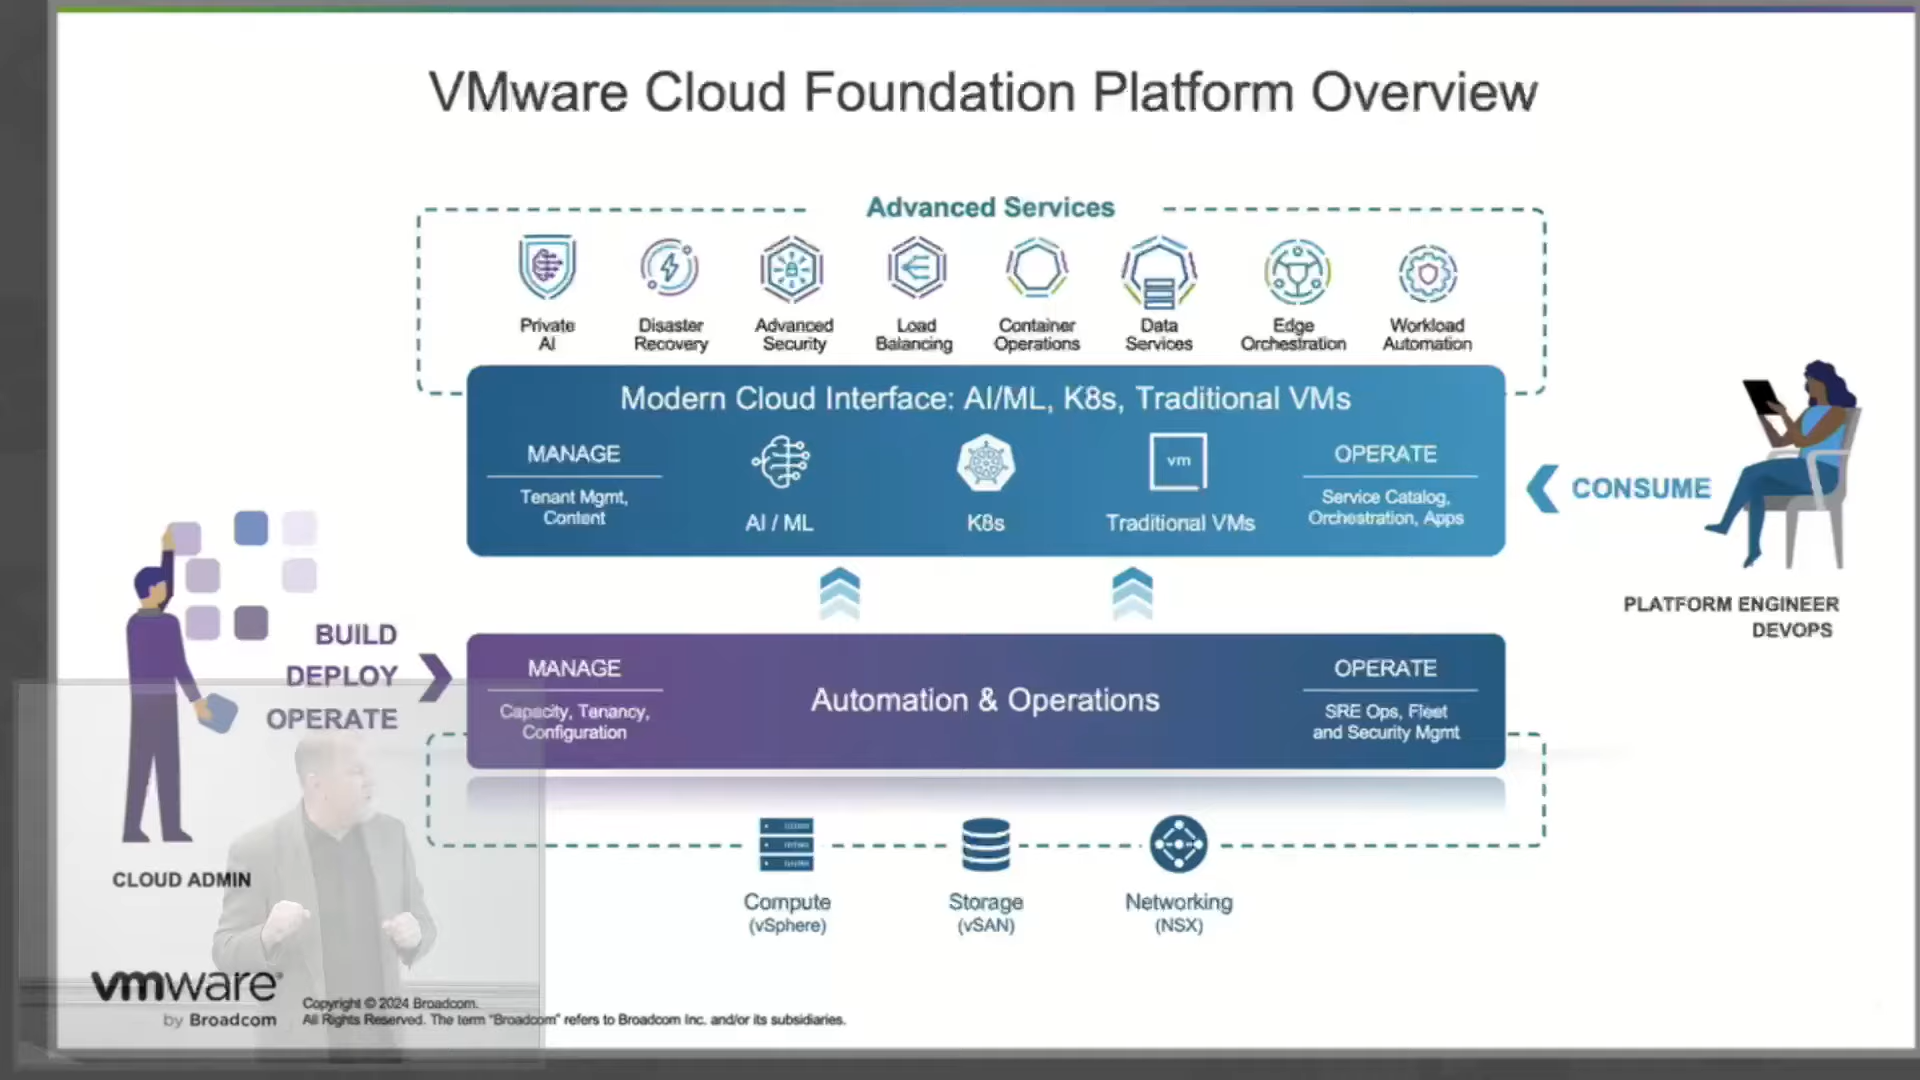 VMware Cloud Foundation Platform Overview
Advanced Services
Private
AI
Disaster
Recovery
Advanced
Security
Load
Balancing
Container
Operations
Data
Services
Edge
Orchestration
Workload
Automation
Modern Cloud Interface: AI/ML, K8s, Traditional VMs
MANAGE
Tenant Mgmt,
Content
AI / ML
K8s
vm
Traditional VMs
OPERATE
Service Catalog,
Orchestration, Apps
CONSUME
PLATFORM ENGINEER
DEVOPS
BUILD
DEPLOY
OPERATE
CLOUD ADMIN
MANAGE
Capacity, Tenancy,
Configuration
Automation & Operations
OPERATE
SRE Ops, Fleet
and Security Mgmt
Compute
(vSphere)
Storage
(vSAN)
Networking
(NSX)
vmware
by Broadcom
Copyright © 2024 Broadcom.
All Rights Reserved. The term “Broadcom” refers to Broadcom Inc. and/or its subsidiaries.